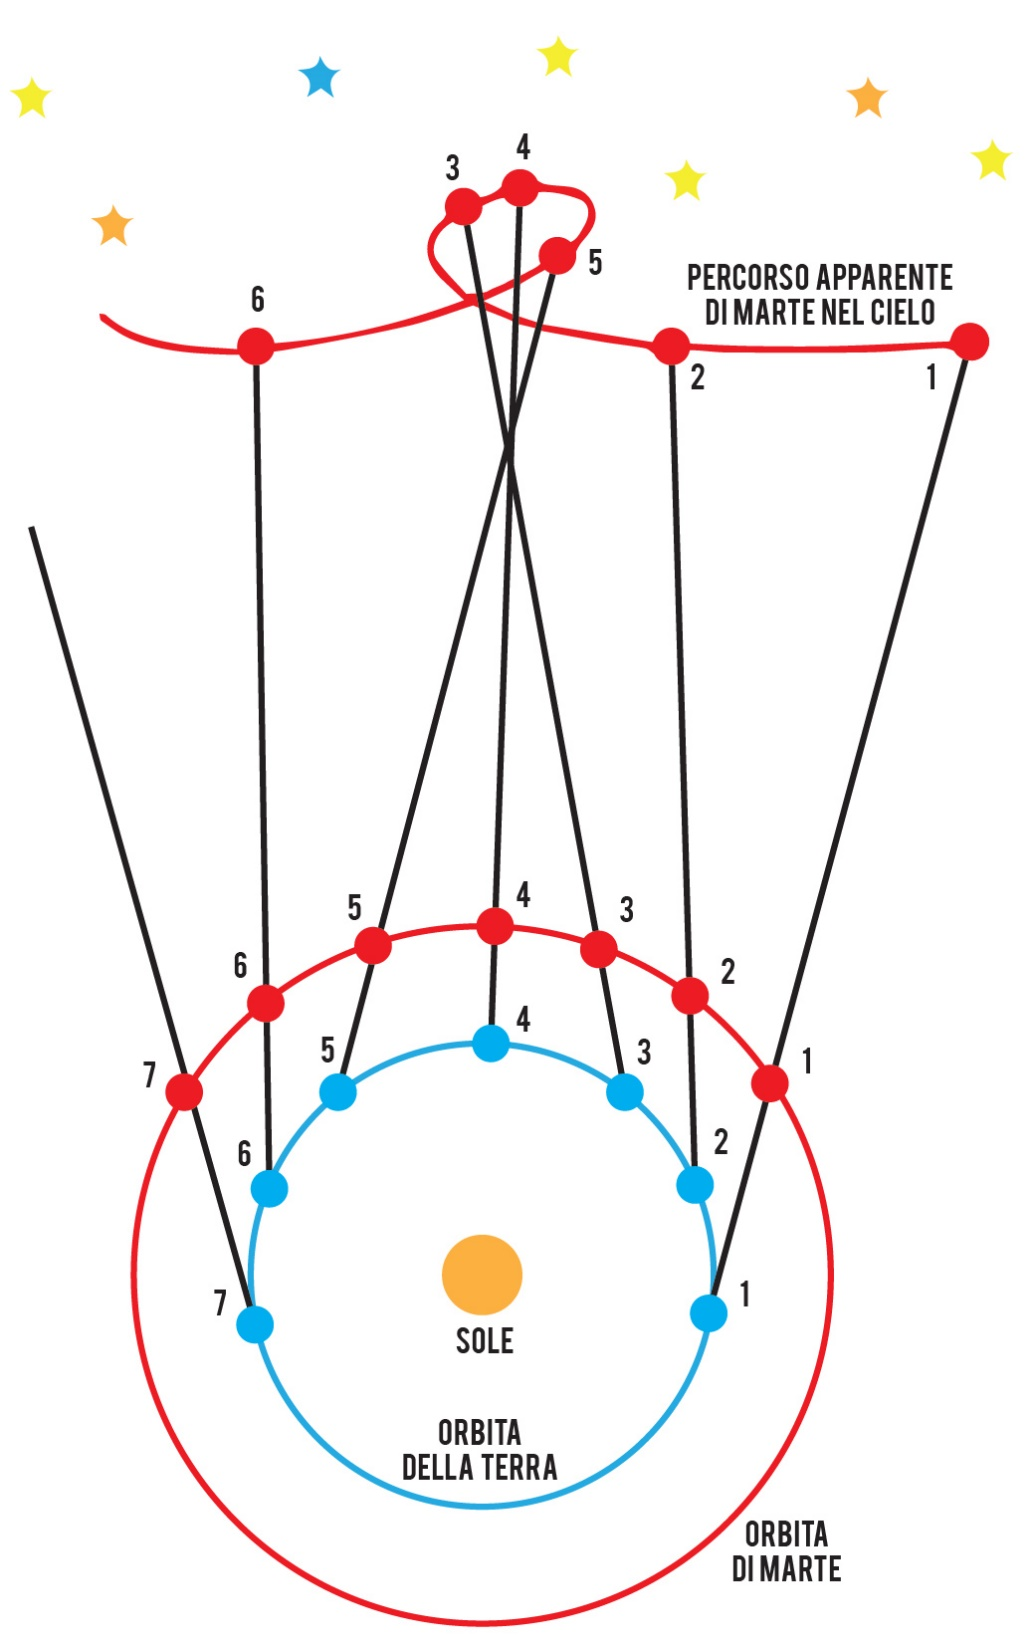 4
3
5
PERCORSO APPARENTE
DI MARTE NEL CIELO
6
2
1
4
5
3
6
2
4
5
3
7
1
6
2
7
1
SOLE
ORBITA
DELLA TERRA
ORBITA
DI MARTE